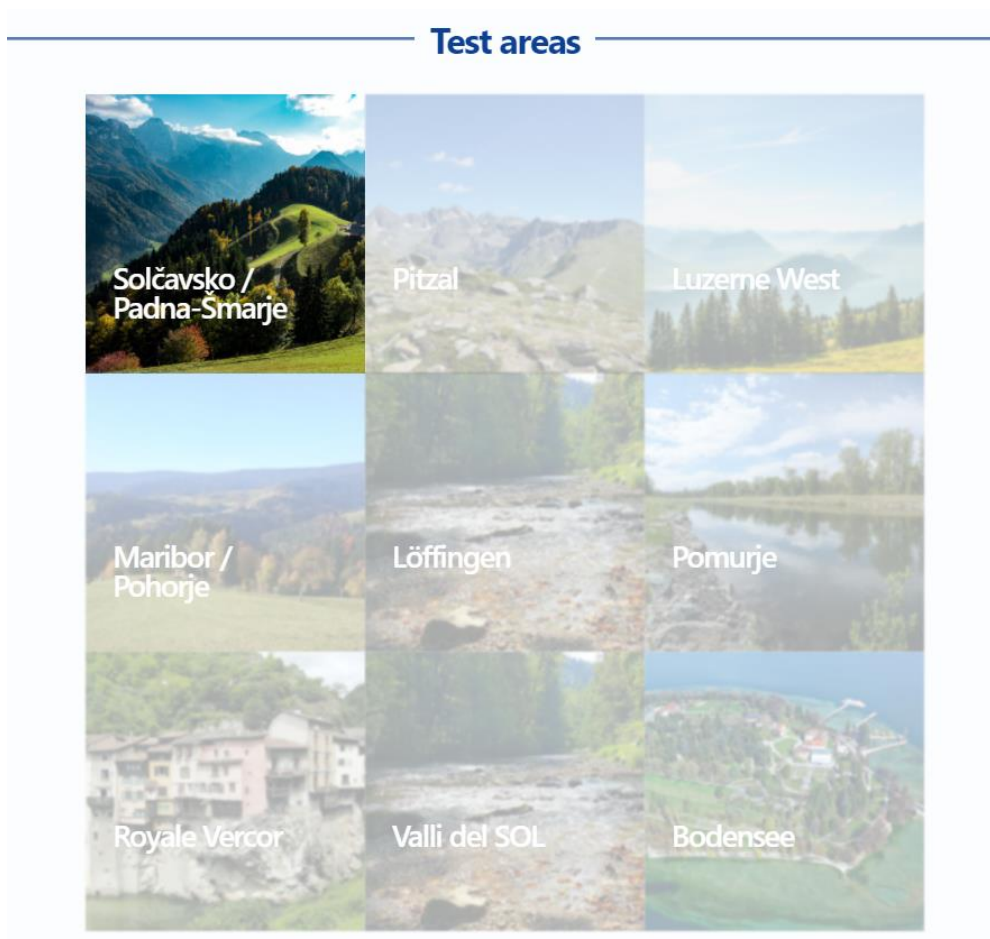 Test areas
Solčavsko /
Padna-Šmarje
Pitzal
Luzerne West
Maribor /
Pohorje
Löffingen
Pomurje
Royale Vercor
Valli del SOL
Bodensee